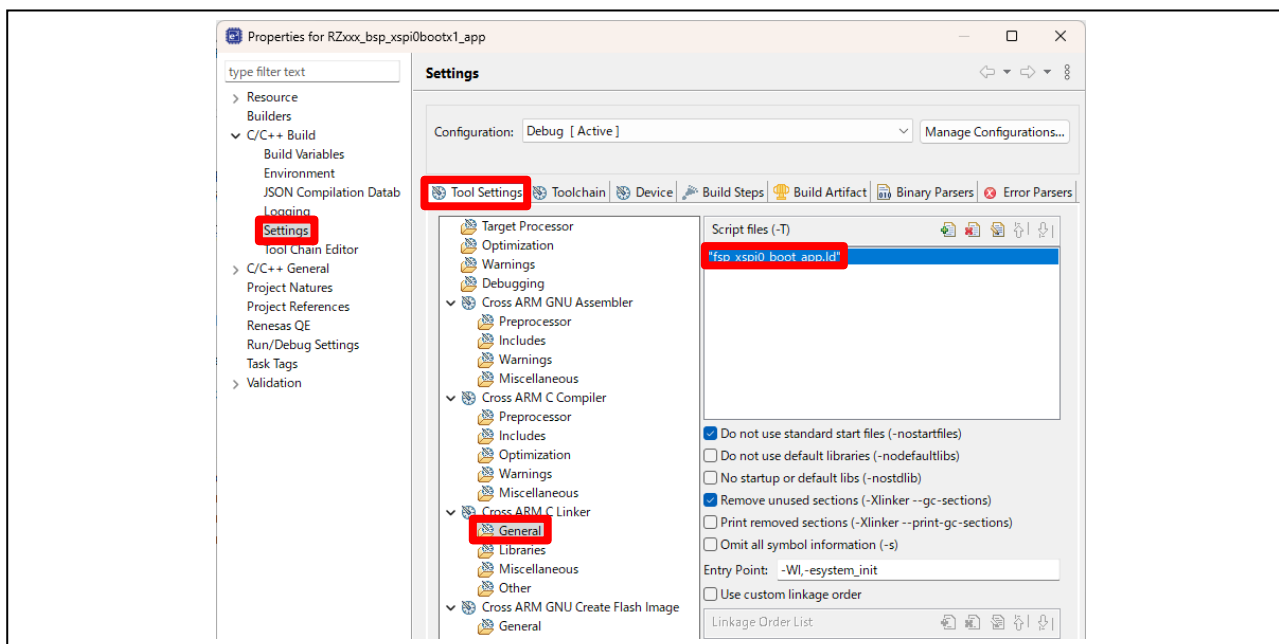 Properties for RZxxx_bsp_xspi0bootx1_app
type filter text
Resource
Builders
C/C++ Build
Build Variables
Environment
JSON Compilation Datab
Logging
Settings
Tool Chain Editor
C/C++ General
Project Natures
Project References
Renesas QE
Run/Debug Settings
Task Tags
Validation
Settings
Configuration: Debug [ Active ]
Manage Configurations...
Tool Settings Toolchain Device Build Steps Build Artifact Binary Parsers Error Parsers
Target Processor
Optimization
Warnings
Debugging
Cross ARM GNU Assembler
Preprocessor
Includes
Warnings
Miscellaneous
Cross ARM C Compiler
Preprocessor
Includes
Optimization
Warnings
Miscellaneous
Cross ARM C Linker
General
Libraries
Miscellaneous
Other
Cross ARM GNU Create Flash Image
General
Script files (-T)
"fsp_xspi0_boot_app.ld"
Do not use standard start files (-nostartfiles)
Do not use default libraries (-nodefaultlibs)
No startup or default libs (-nostdlib)
Remove unused sections (-Xlinker --gc-sections)
Print removed sections (-Xlinker --print-gc-sections)
Omit all symbol information (-s)
Entry Point: -Wl,-esystem_init
Use custom linkage order
Linkage Order List